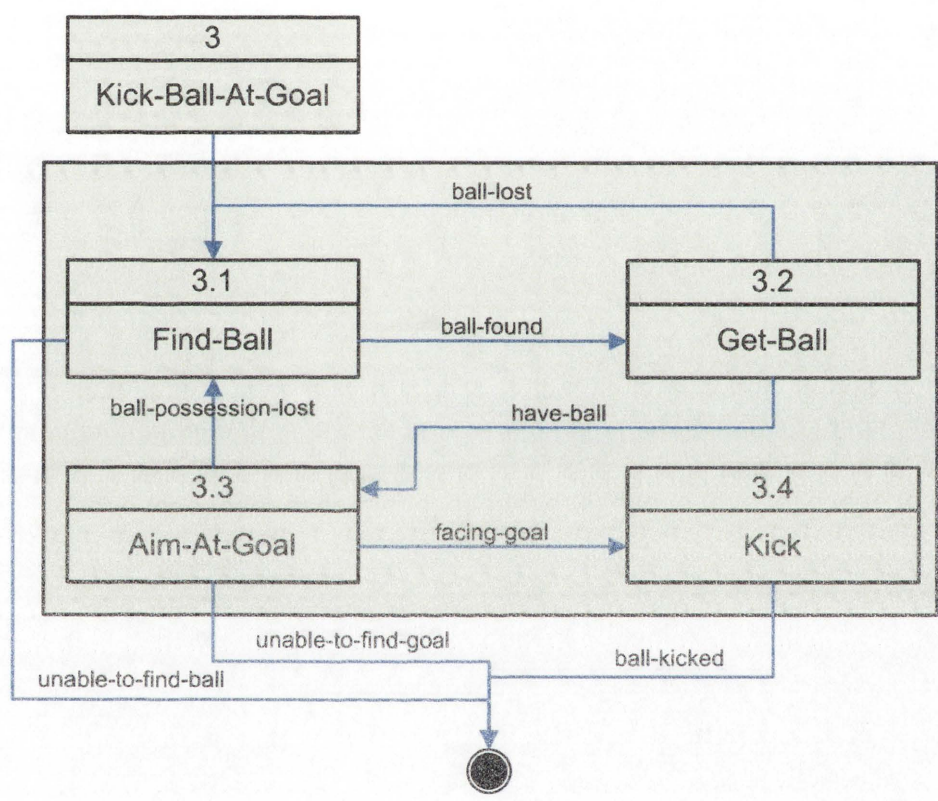 3
Kick-Ball-At-Goal
ball-lost
3.1
Find-Ball
ball-found
3.2
Get-Ball
ball-possession-lost
have-ball
3.3
Aim-At-Goal
facing-goal
3.4
Kick
unable-to-find-goal
ball-kicked
unable-to-find-ball